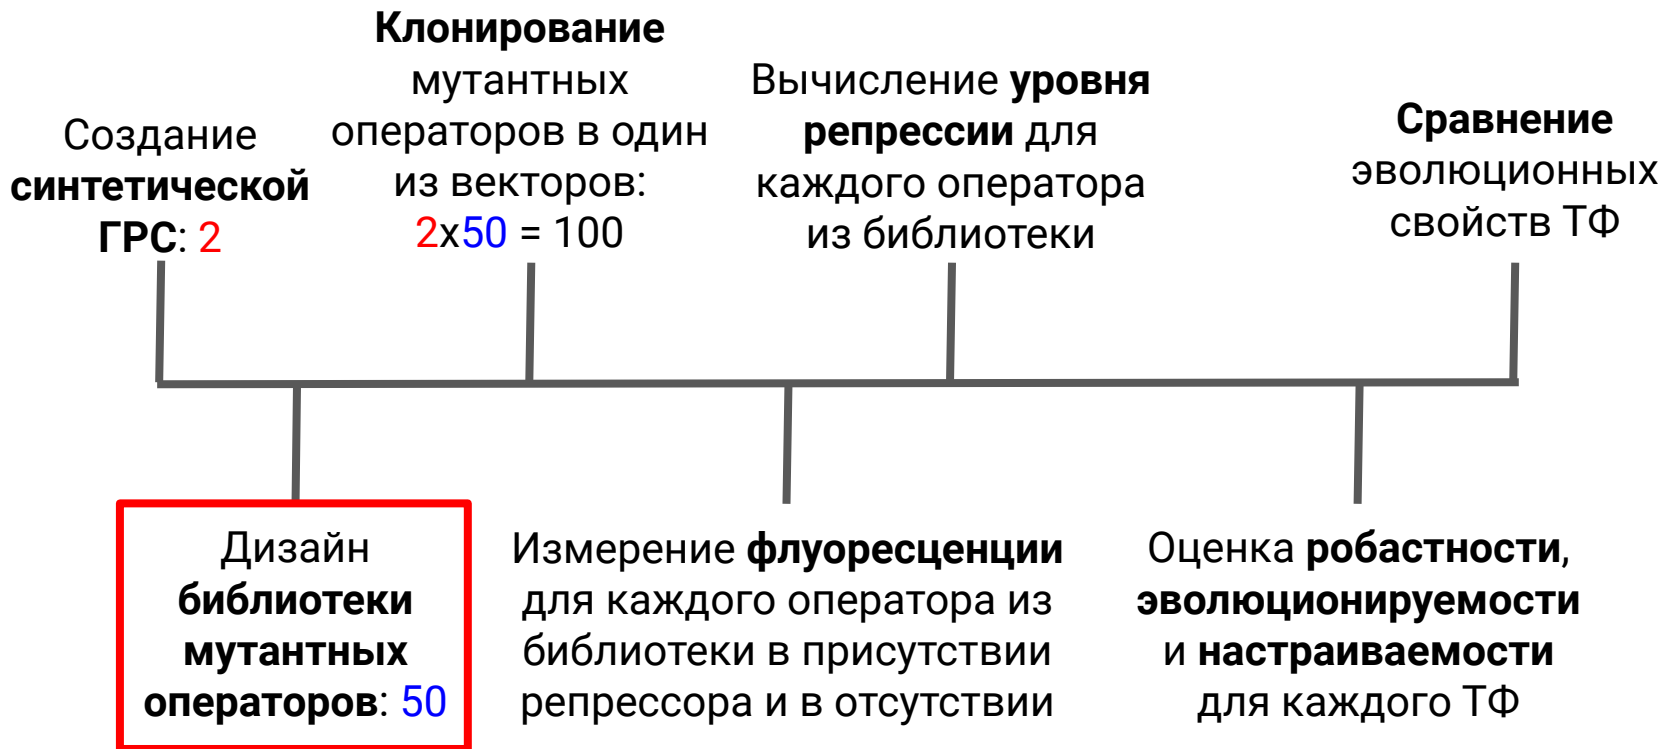 Создание
синтетической
ГРС: 2
Дизайн
библиотеки
мутантных
операторов: 50
Клонирование
мутантных
операторов в один
из векторов:
2x50 = 100
Измерение флуоресценции
для каждого оператора из
библиотеки в присутствии
репрессора и в отсутствии
Вычисление уровня
репрессии для
каждого оператора
из библиотеки
Оценка робастности,
эволюционируемости
и настраиваемости
для каждого ТФ
Сравнение
эволюционных
свойств ТФ